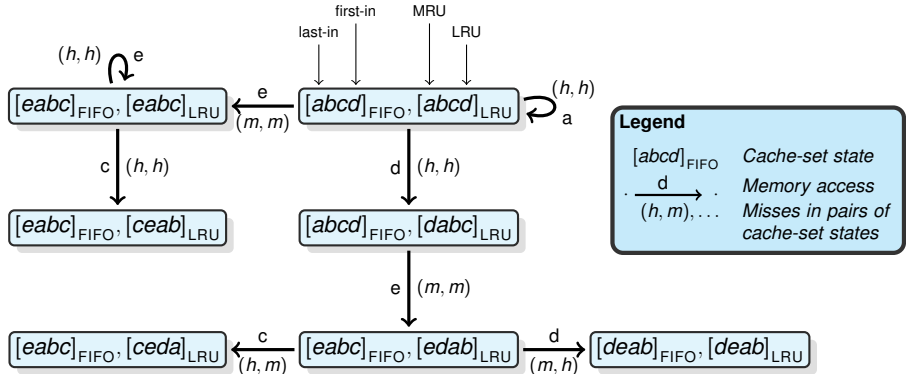 first-in MRU
last-in LRU
(h, h) e
[eabc]FIFO, [eabc]LRU
e
(m, m)
[abcd]FIFO, [abcd]LRU
(h, h)
a
c (h, h)
d (h, h)
[eabc]FIFO, [ceab]LRU
[abcd]FIFO, [dabc]LRU
e (m, m)
[eabc]FIFO, [ceda]LRU
c
(h, m)
[eabc]FIFO, [edab]LRU
d
(m, h)
[deab]FIFO, [deab]LRU
Legend
[abcd]FIFO Cache-set state
d Memory access
(h, m), . . . Misses in pairs of
cache-set states